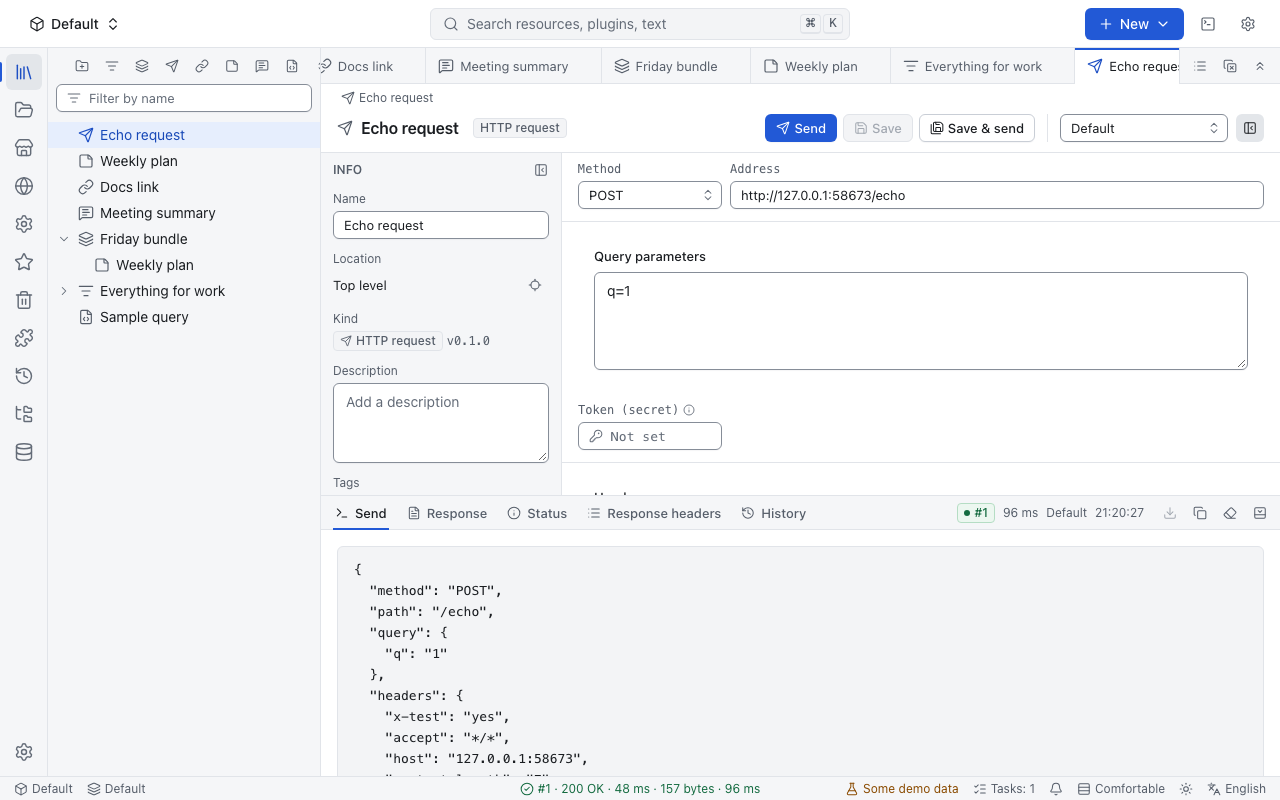 Default
Search resources, plugins, text
⌘ K
New
Docs link
Meeting summary
Friday bundle
Weekly plan
Everything for work
Echo reques
Filter by name
Echo request
Weekly plan
Docs link
Meeting summary
Friday bundle
Weekly plan
Everything for work
Sample query
Echo request
Echo request
HTTP request
Send
Save
Save & send
Default
INFO
Name
Echo request
Location
Top level
Kind
HTTP request v0.1.0
Description
Add a description
Tags
Method
Address
POST
http://127.0.0.1:58673/echo
Query parameters
q=1
Token (secret)
Not set
Send
Response
Status
Response headers
History
#1 96 ms Default 21:20:27
{
"method": "POST",
"path": "/echo",
"query": {
"q": "1"
},
"headers": {
"x-test": "yes",
"accept": "*/*",
"host": "127.0.0.1:58673",
Default
Default
#1 · 200 OK · 48 ms · 157 bytes · 96 ms
Some demo data
Tasks: 1
Comfortable
English